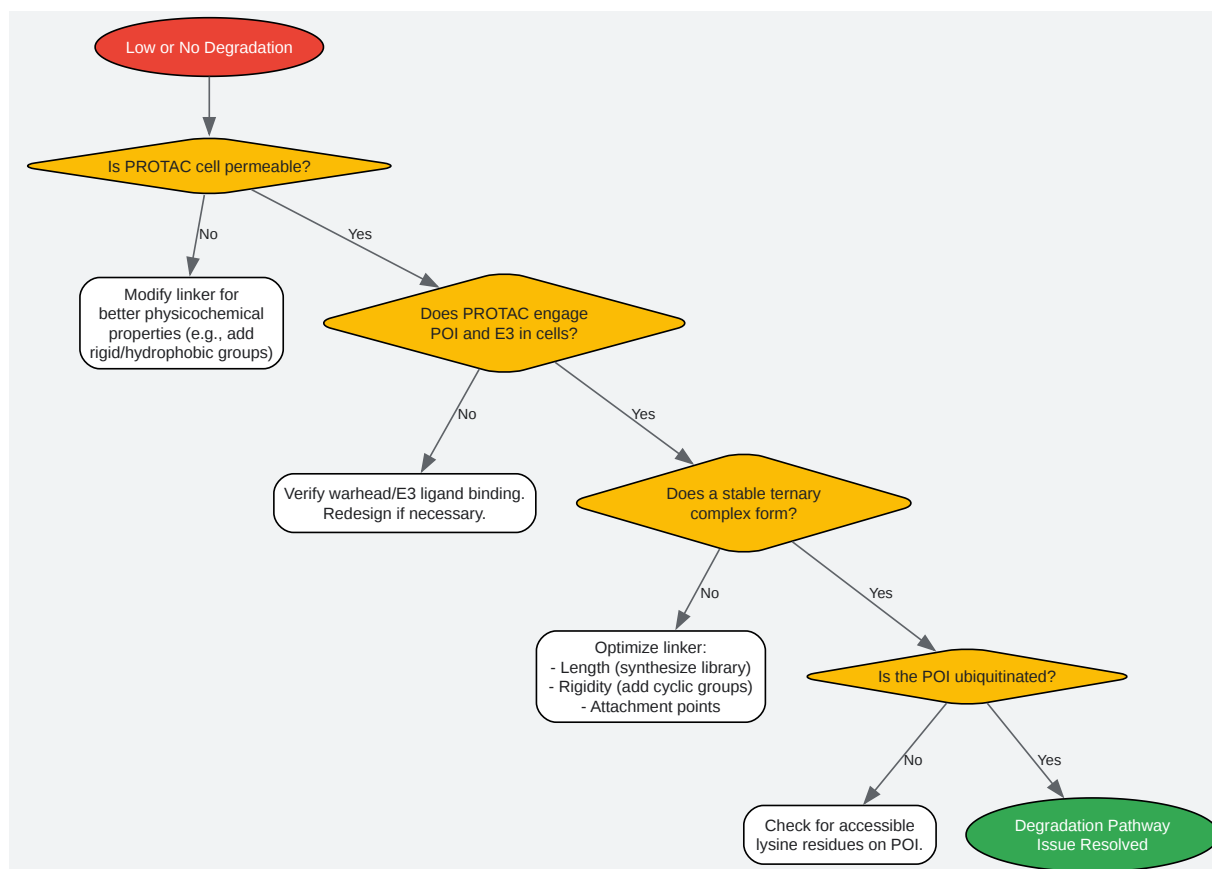 Low or No Degradation
Is PROTAC cell permeable?
No
Yes
Modify linker for
better physicochemical
properties (e.g., add
rigid/hydrophobic groups)
Does PROTAC engage
POI and E3 in cells?
No
Yes
Verify warhead/E3 ligand binding.
Redesign if necessary.
Does a stable ternary
complex form?
No
Yes
Optimize linker:
- Length (synthesize library)
- Rigidity (add cyclic groups)
- Attachment points
Is the POI ubiquitinated?
No
Yes
Check for accessible
lysine residues on POI.
Degradation Pathway
Issue Resolved